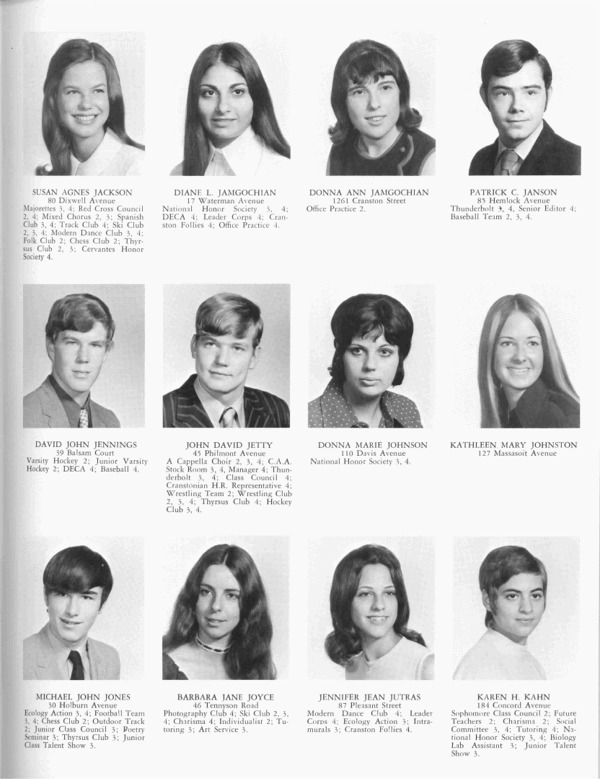 SUSAN AGNES JACKSON
80 Dixwell Avenue
Majorettes 3, 4; Red Cross Council
2, 4; Mixed Chorus 2, 3; Spanish
Club 3, 4; Track Club 4; Ski Club
2, 3, 4; Modern Dance Club 3, 4;
Folk Club 2; Chess Club 2; Thyr-
sus Club 2, 3; Cervantes Honor
Society 4.
DIANE L. JAMGOCHIAN
17 Waterman Avenue
National Honor Society 3, 4;
DECA 4; Leader Corps 4; Cran-
ston Follies 4; Office Practice 4.
DONNA ANN JAMGOCHIAN
1261 Cranston Street
Office Practice 2.
PATRICK C. JANSON
85 Hemlock Avenue
Thunderbolt 3, 4, Senior Editor 4;
Baseball Team 2, 3, 4.
DAVID JOHN JENNINGS
39 Balsam Court
Varsity Hockey 2; Junior Varsity
Hockey 2; DECA 4; Baseball 4.
JOHN DAVID JETTY
45 Philmont Avenue
A Cappella Choir 2, 3, 4; C.A.A.
Stock Room 3, 4, Manager 4; Thun-
derbolt 3, 4; Class Council 4;
Cranstonian H.R. Representative 4;
Wrestling Team 2; Wrestling Club
2, 3, 4; Thyrsus Club 4; Hockey
Club 3, 4.
DONNA MARIE JOHNSON
110 Davis Avenue
National Honor Society 3, 4.
KATHLEEN MARY JOHNSTON
127 Massasoit Avenue
MICHAEL JOHN JONES
30 Holburn Avenue
Ecology Action 3, 4; Football Team
3, 4; Chess Club 2; Outdoor Track
2; Junior Class Council 3; Poetry
Seminar 3; Thyrsus Club 3; Junior
Class Talent Show 3.
BARBARA JANE JOYCE
46 Tennyson Road
Photography Club 4; Ski Club 2, 3,
4; Charisma 4; Individualist 2; Tu-
toring 3; Art Service 3.
JENNIFER JEAN JUTRAS
87 Pleasant Street
Modern Dance Club 4; Leader
Corps 4; Ecology Action 3; Intra-
murals 3; Cranston Follies 4.
KAREN H. KAHN
184 Concord Avenue
Sophomore Class Council 2; Future
Teachers 2; Charisma 2; Social
Committee 3, 4; Tutoring 4; Na-
tional Honor Society 3, 4; Biology
Lab Assistant 3; Junior Talent
Show 3.